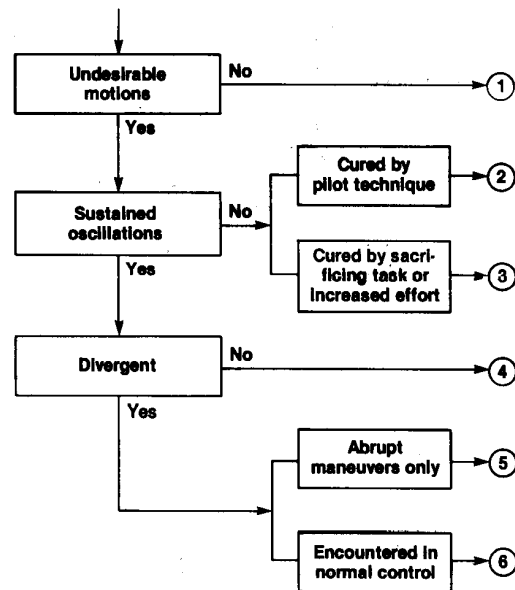 Undesirable
motions
No
1
Yes
Cured by
pilot technique
2
Sustained
oscillations
No
Cured by sacri-
ficing task or
increased effort
3
Yes
Divergent
No
4
Yes
Abrupt
maneuvers only
5
Encountered in
normal control
6